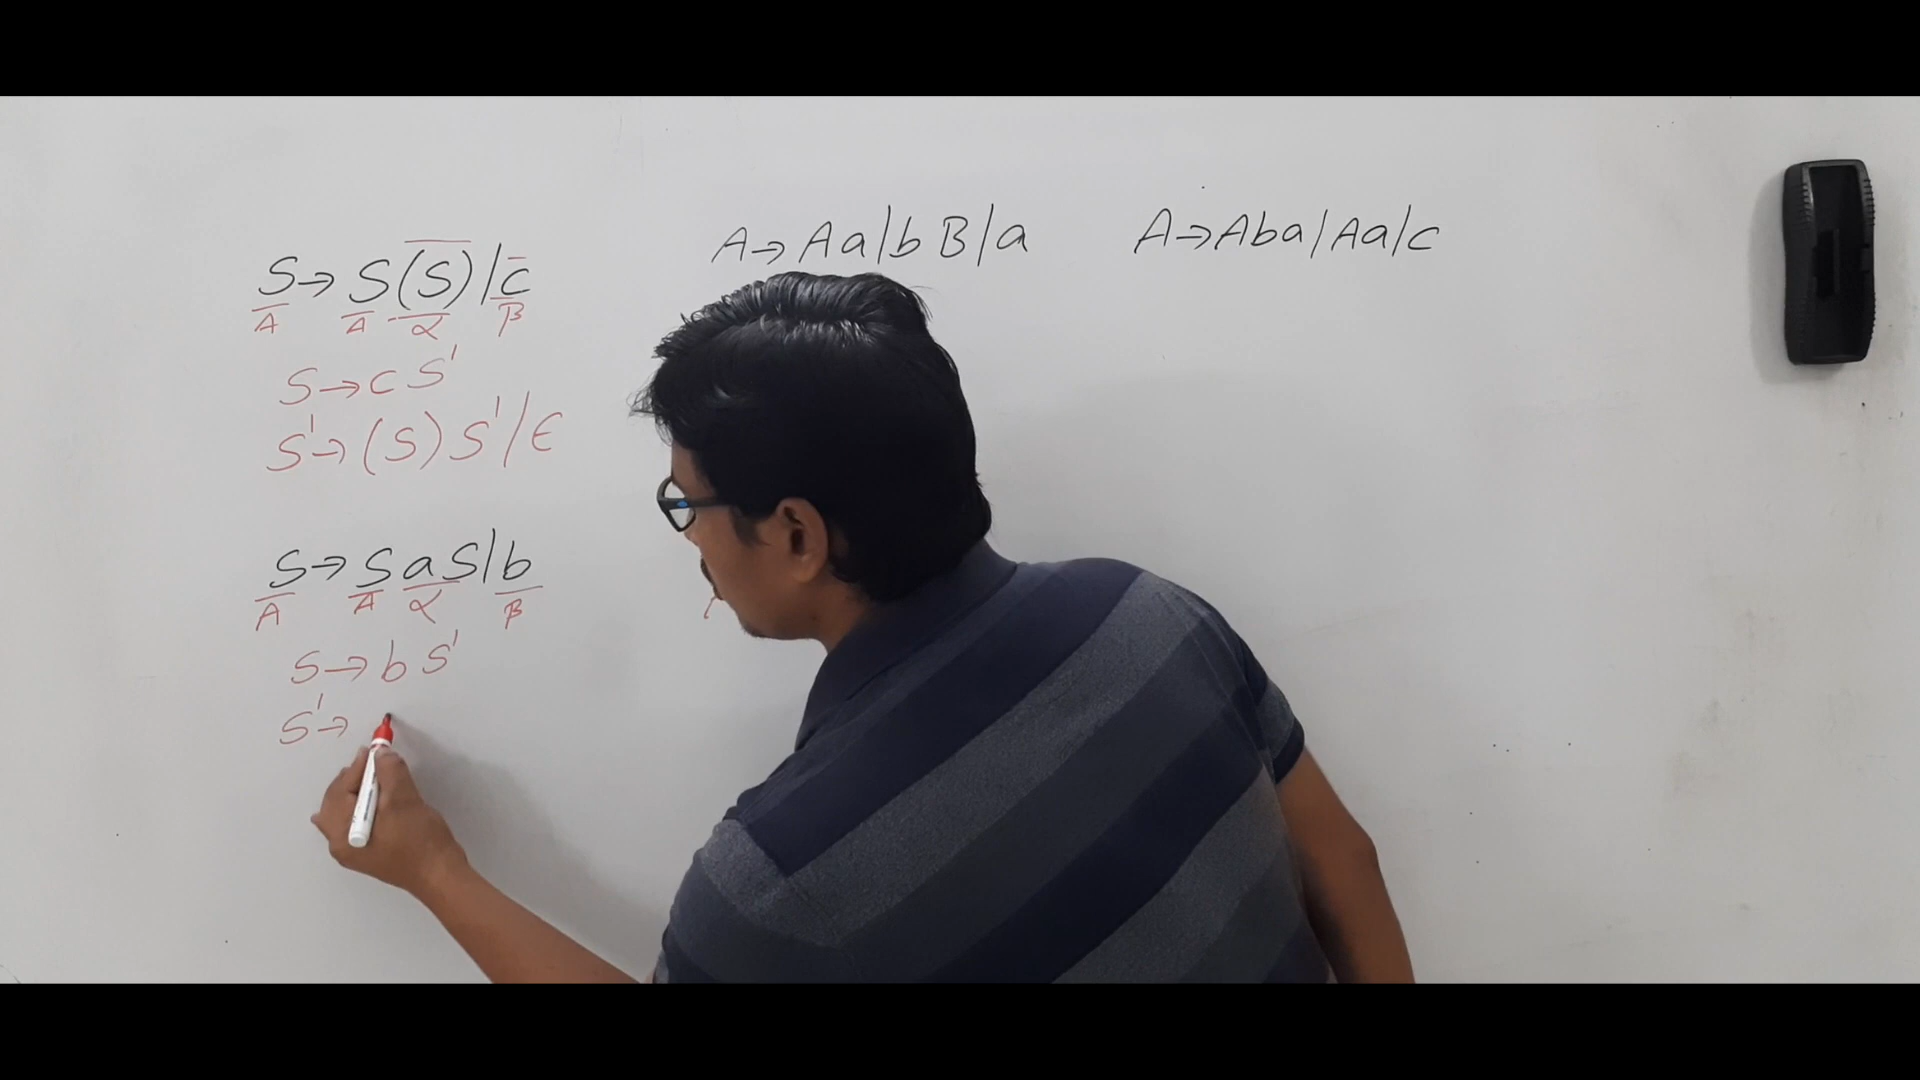 S→S(S)|c
A A α β
S→cS'
S'→(S)S'|ϵ
S→SaS|b
A A α β
S→bS'
S'→
A→Aa|bB|a
A→Aba|Aa|c